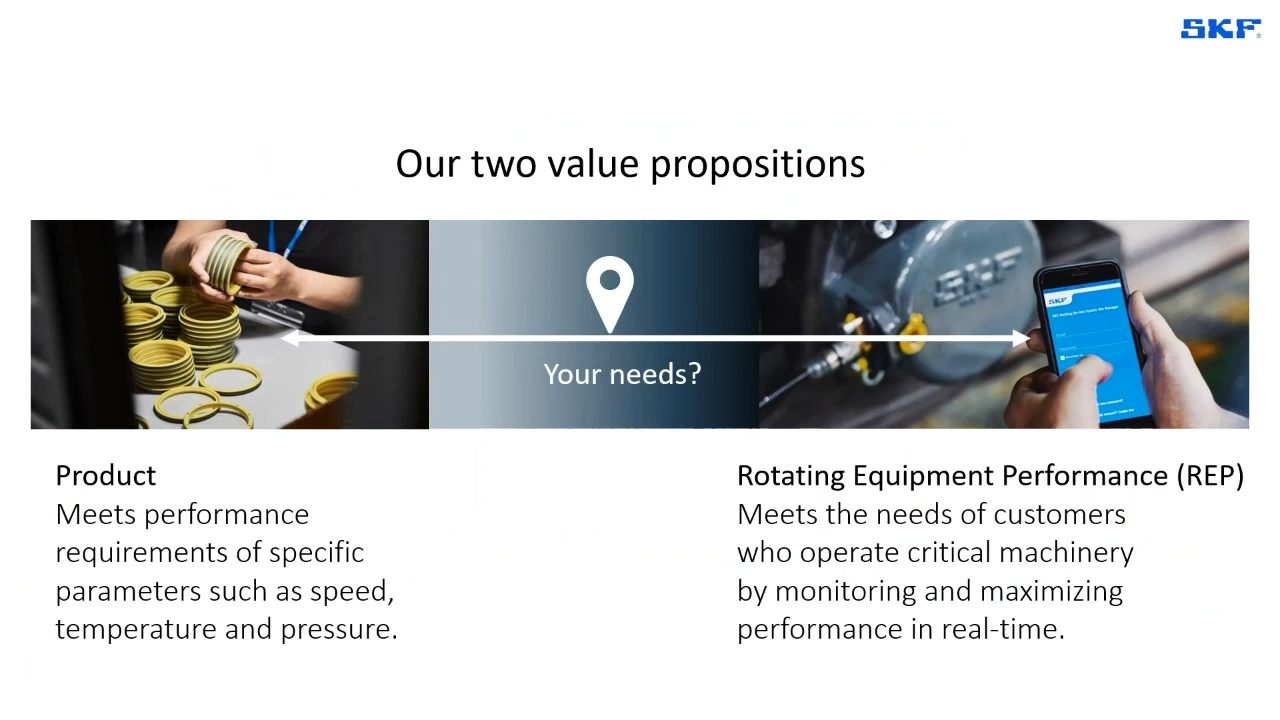 SKF®
Our two value propositions
SKF
SKF
Your needs?
Product
Meets performance
requirements of specific
parameters such as speed,
temperature and pressure.
Rotating Equipment Performance (REP)
Meets the needs of customers
who operate critical machinery
by monitoring and maximizing
performance in real-time.